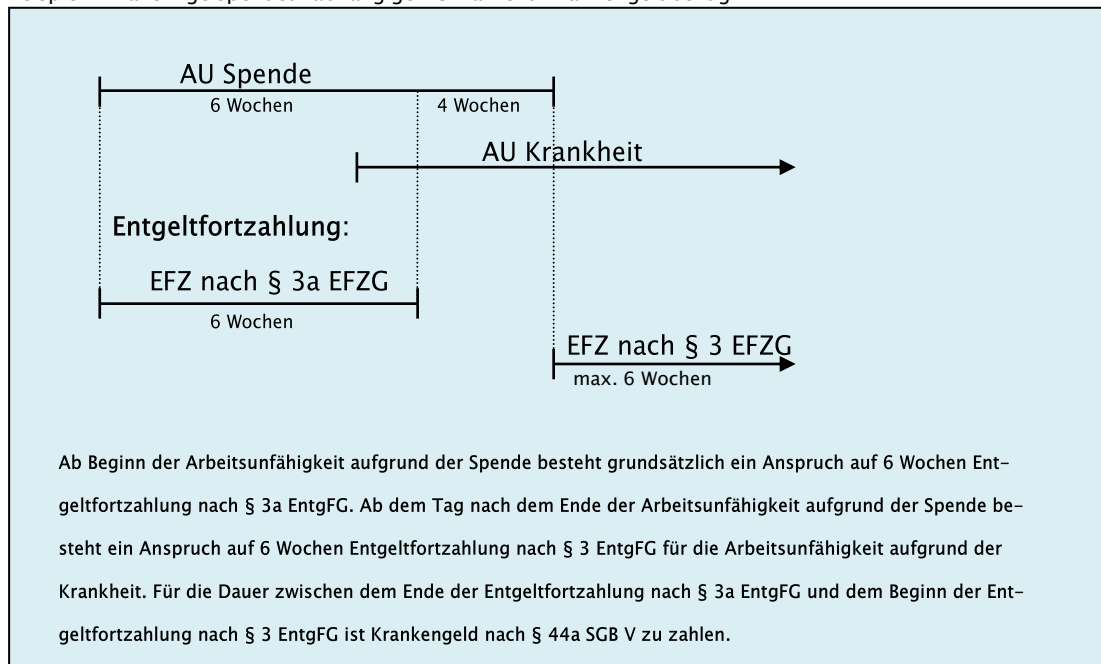 AU Spende
6 Wochen 4 Wochen
AU Krankheit
Entgeltfortzahlung:
EFZ nach § 3a EFZG
6 Wochen
EFZ nach § 3 EFZG
max. 6 Wochen
Ab Beginn der Arbeitsunfähigkeit aufgrund der Spende besteht grundsätzlich ein Anspruch auf 6 Wochen Ent-
geltfortzahlung nach § 3a EntgFG. Ab dem Tag nach dem Ende der Arbeitsunfähigkeit aufgrund der Spende be-
steht ein Anspruch auf 6 Wochen Entgeltfortzahlung nach § 3 EntgFG für die Arbeitsunfähigkeit aufgrund der
Krankheit. Für die Dauer zwischen dem Ende der Entgeltfortzahlung nach § 3a EntgFG und dem Beginn der Ent-
geltfortzahlung nach § 3 EntgFG ist Krankengeld nach § 44a SGB V zu zahlen.